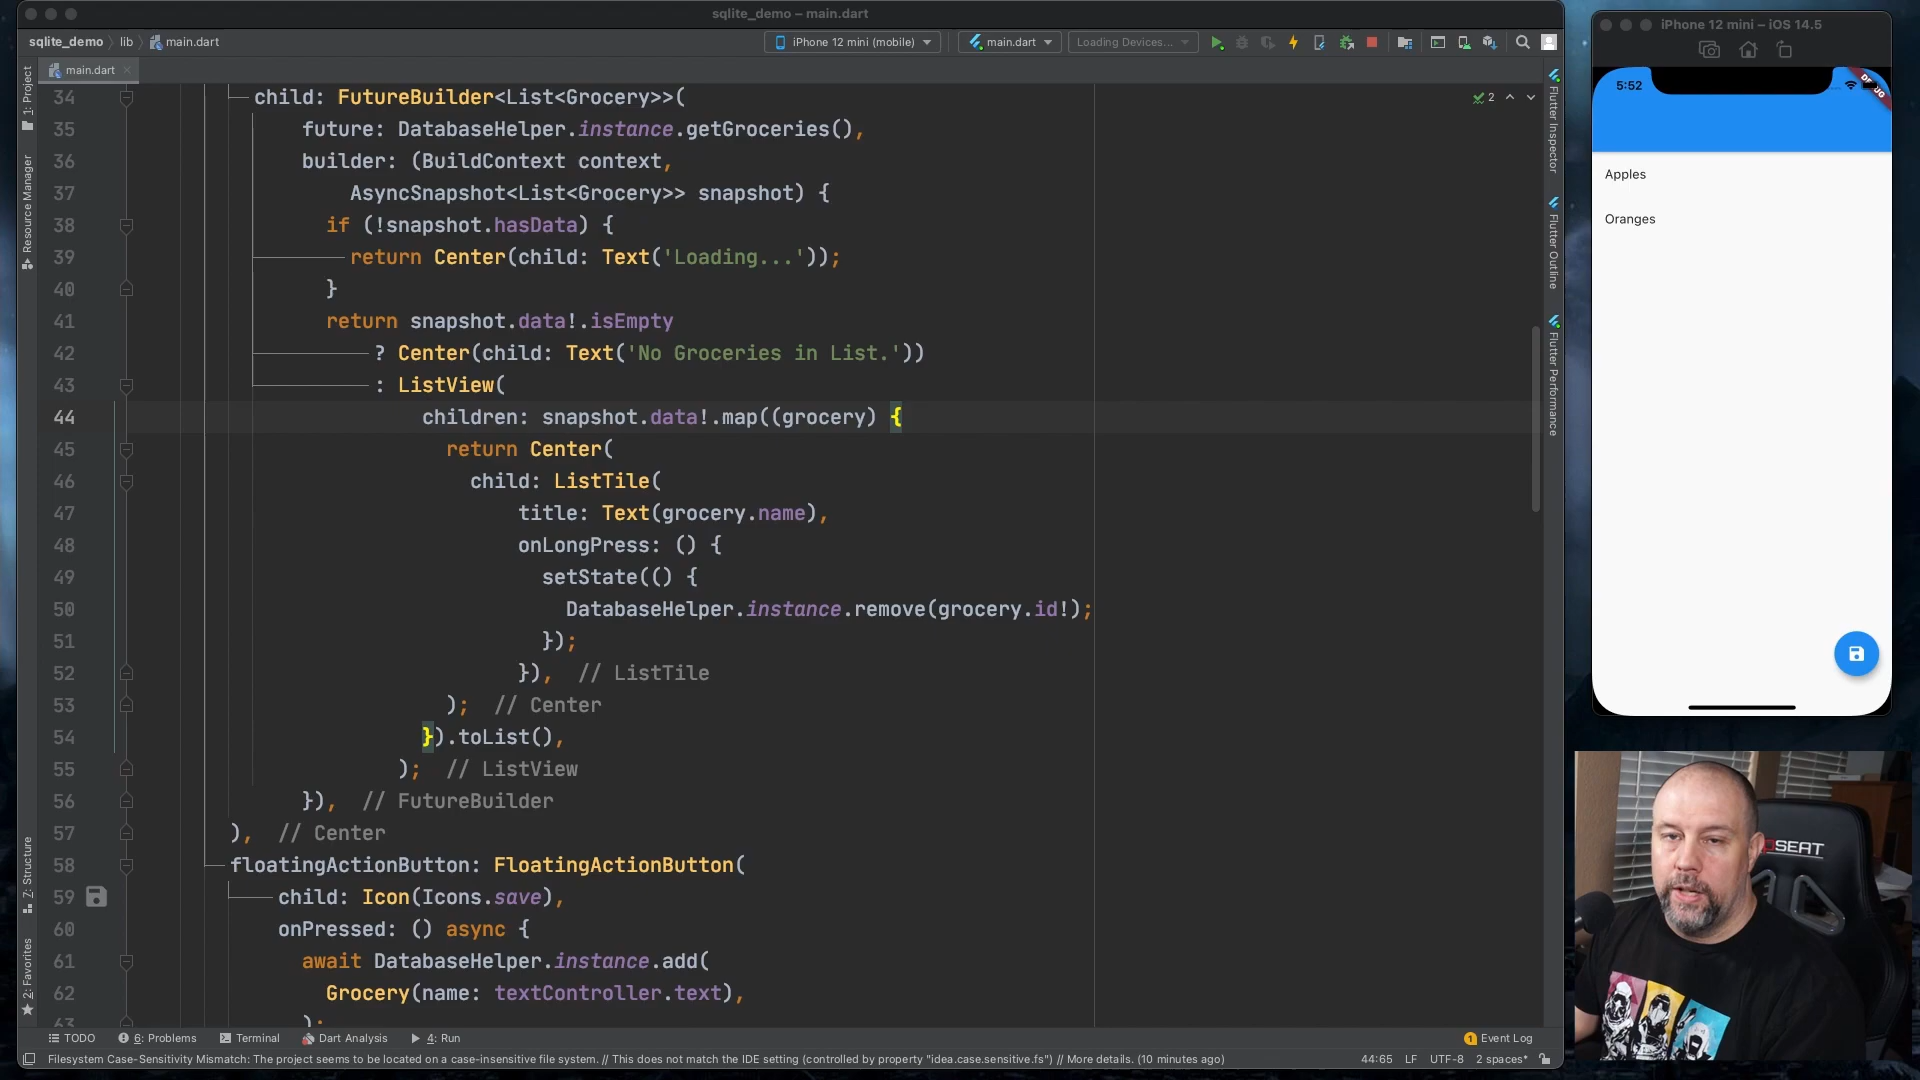 sqlite_demo – main.dart
sqlite_demo
lib
main.dart
iPhone 12 mini (mobile)
main.dart
Loading Devices...
main.dart
1: Project
Resource Manager
Z: Structure
2: Favorites
34 child: FutureBuilder<List<Grocery>>(
35 future: DatabaseHelper.instance.getGroceries(),
36 builder: (BuildContext context,
37 AsyncSnapshot<List<Grocery>> snapshot) {
38 if (!snapshot.hasData) {
39 return Center(child: Text('Loading...'));
40 }
41 return snapshot.data!.isEmpty
42 ? Center(child: Text('No Groceries in List.'))
43 : ListView(
44 children: snapshot.data!.map((grocery) {
45 return Center(
46 child: ListTile(
47 title: Text(grocery.name),
48 onLongPress: () {
49 setState(() {
50 DatabaseHelper.instance.remove(grocery.id!);
51 });
52 }), // ListTile
53 ); // Center
54 }).toList(),
55 ); // ListView
56 }), // FutureBuilder
57 ), // Center
58 floatingActionButton: FloatingActionButton(
59 child: Icon(Icons.save),
60 onPressed: () async {
61 await DatabaseHelper.instance.add(
62 Grocery(name: textController.text),
63 );
2
Flutter Inspector
Flutter Outline
Flutter Performance
TODO
6: Problems
Terminal
Dart Analysis
4: Run
1 Event Log
Filesystem Case-Sensitivity Mismatch: The project seems to be located on a case-insensitive file system. // This does not match the IDE setting (controlled by property "idea.case.sensitive.fs") // More details. (10 minutes ago)
44:65 LF UTF-8 2 spaces*
iPhone 12 mini – iOS 14.5
5:52
DEBUG
Apples
Oranges